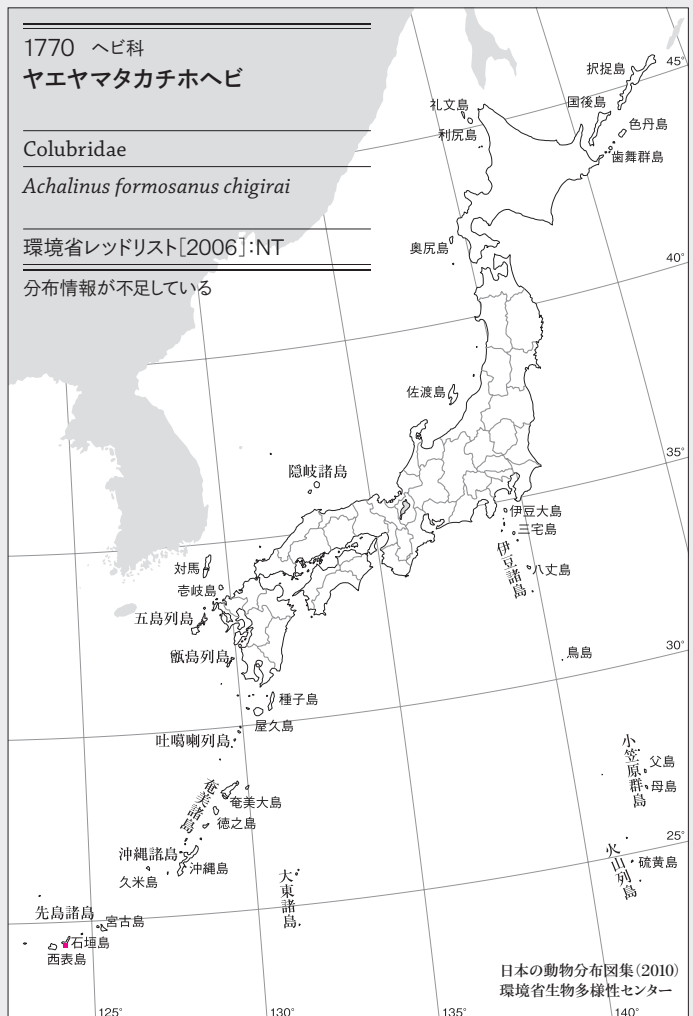 1770 ヘビ科
ヤエヤマタカチホヘビ
Colubridae
Achalinus formosanus chigirai
環境省レッドリスト[2006]:NT
分布情報が不足している
45°
択捉島
礼文島
国後島
利尻島
色丹島
歯舞群島
奥尻島
40°
佐渡島
35°
隠岐諸島
伊豆大島
三宅島
伊豆諸島
八丈島
対馬
壱岐島
五島列島
甑島列島
鳥島
30°
種子島
屋久島
吐噶喇列島
小笠原群島
父島
母島
奄美諸島
奄美大島
徳之島
25°
沖縄諸島
沖縄島
久米島
大東諸島
火山列島
硫黄島
先島諸島
宮古島
石垣島
西表島
日本の動物分布図集(2010)
環境省生物多様性センター
125°
130°
135°
140°